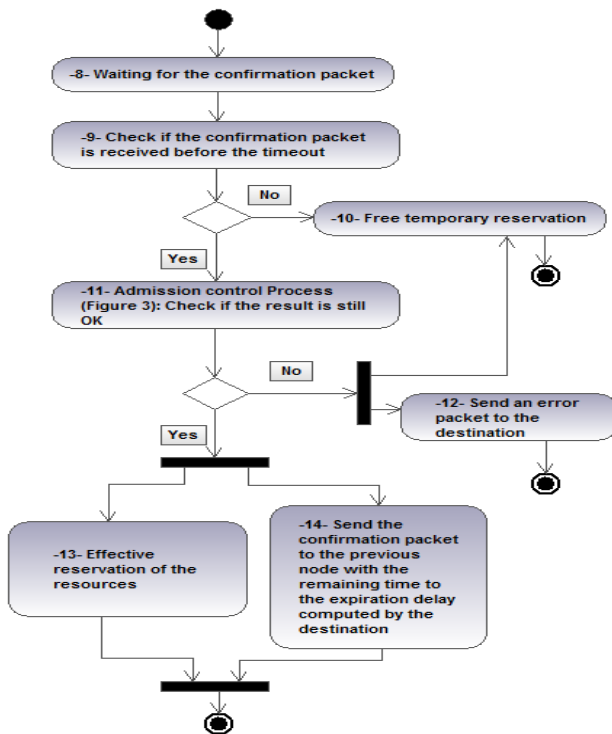 -8- Waiting for the confirmation packet
-9- Check if the confirmation packet
is received before the timeout
No
-10- Free temporary reservation
Yes
-11- Admission control Process
(Figure 3): Check if the result is still
OK
No
-12- Send an error
packet to the
destination
Yes
-13- Effective
reservation of the
resources
-14- Send the
confirmation packet
to the previous
node with the
remaining time to
the expiration delay
computed by the
destination